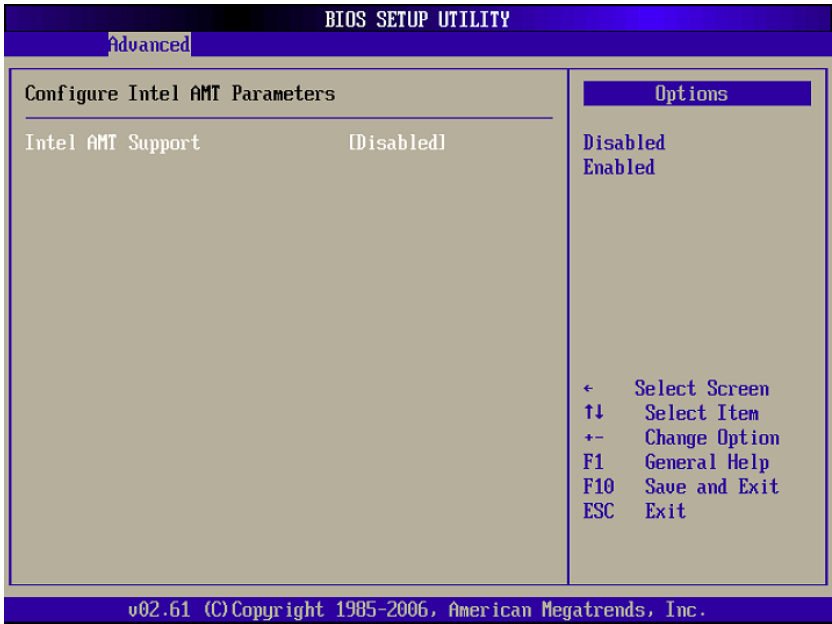 BIOS SETUP UTILITY
Advanced
Configure Intel AMT Parameters
Intel AMT Support [Disabled]
Options
Disabled
Enabled
← Select Screen
↑↓ Select Item
+- Change Option
F1 General Help
F10 Save and Exit
ESC Exit
v02.61 (C)Copyright 1985-2006, American Megatrends, Inc.